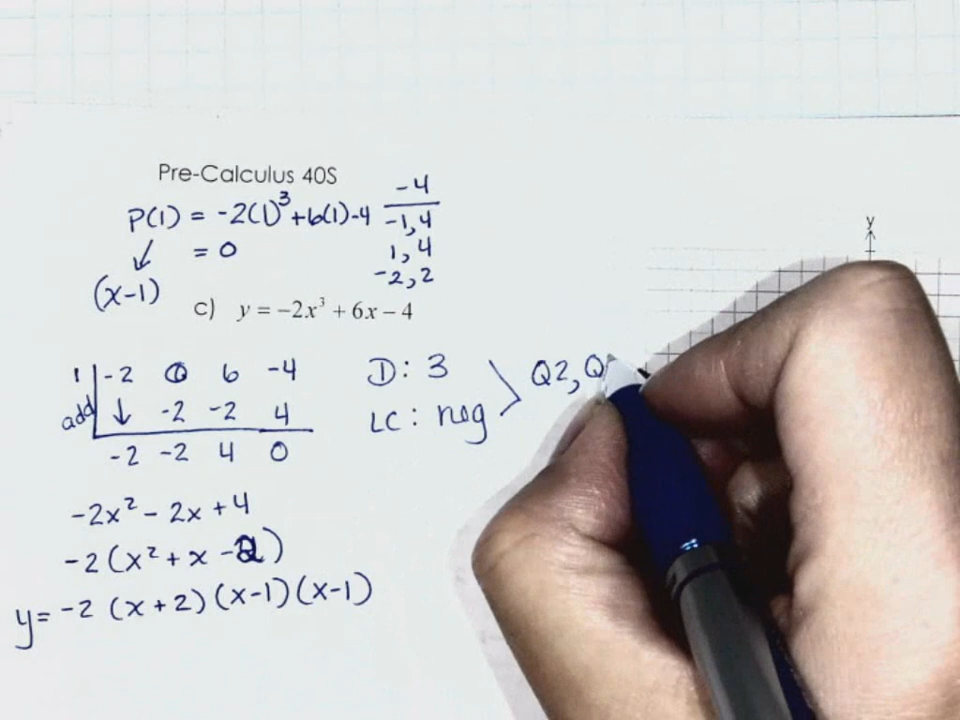 Pre-Calculus 40S
P(1) = -2(1)³+6(1)-4
= 0
(x-1)
-4
-1,4
1,4
-2,2
c) y = −2x³ + 6x − 4
1 -2 0 6 -4
add ↓ -2 -2 4
-2 -2 4 0
D: 3
LC: neg
Q2, Q
-2x² - 2x + 4
-2(x² + x - 2)
y= -2 (x+2)(x-1)(x-1)
y